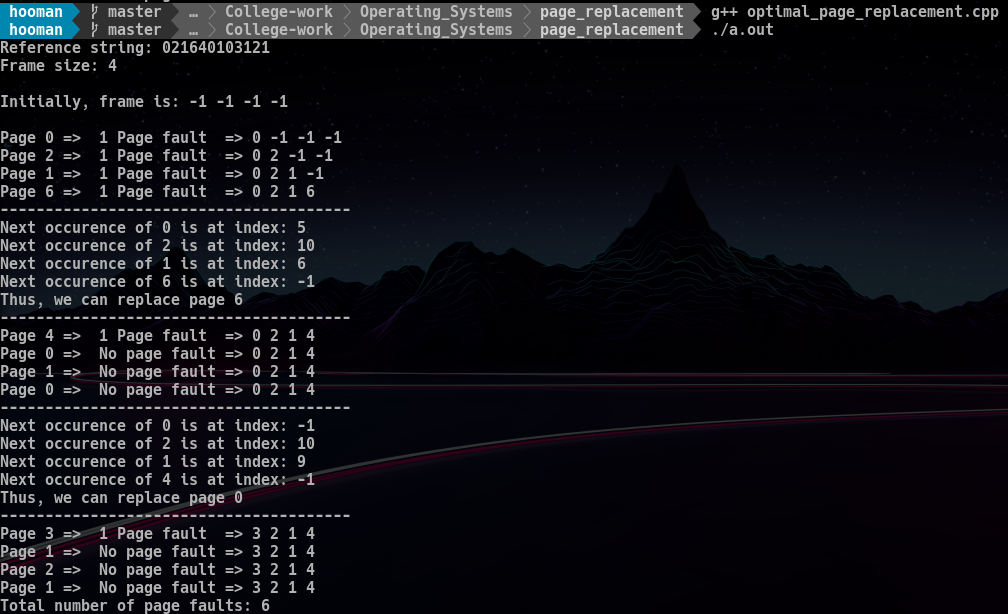 hooman master … College-work Operating_Systems page_replacement g++ optimal_page_replacement.cpp
hooman master … College-work Operating_Systems page_replacement ./a.out
Reference string: 021640103121
Frame size: 4
Initially, frame is: -1 -1 -1 -1
Page 0 =>  1 Page fault  => 0 -1 -1 -1
Page 2 =>  1 Page fault  => 0 2 -1 -1
Page 1 =>  1 Page fault  => 0 2 1 -1
Page 6 =>  1 Page fault  => 0 2 1 6
---------------------------------------
Next occurence of 0 is at index: 5
Next occurence of 2 is at index: 10
Next occurence of 1 is at index: 6
Next occurence of 6 is at index: -1
Thus, we can replace page 6
---------------------------------------
Page 4 =>  1 Page fault  => 0 2 1 4
Page 0 =>  No page fault => 0 2 1 4
Page 1 =>  No page fault => 0 2 1 4
Page 0 =>  No page fault => 0 2 1 4
---------------------------------------
Next occurence of 0 is at index: -1
Next occurence of 2 is at index: 10
Next occurence of 1 is at index: 9
Next occurence of 4 is at index: -1
Thus, we can replace page 0
---------------------------------------
Page 3 =>  1 Page fault  => 3 2 1 4
Page 1 =>  No page fault => 3 2 1 4
Page 2 =>  No page fault => 3 2 1 4
Page 1 =>  No page fault => 3 2 1 4
Total number of page faults: 6